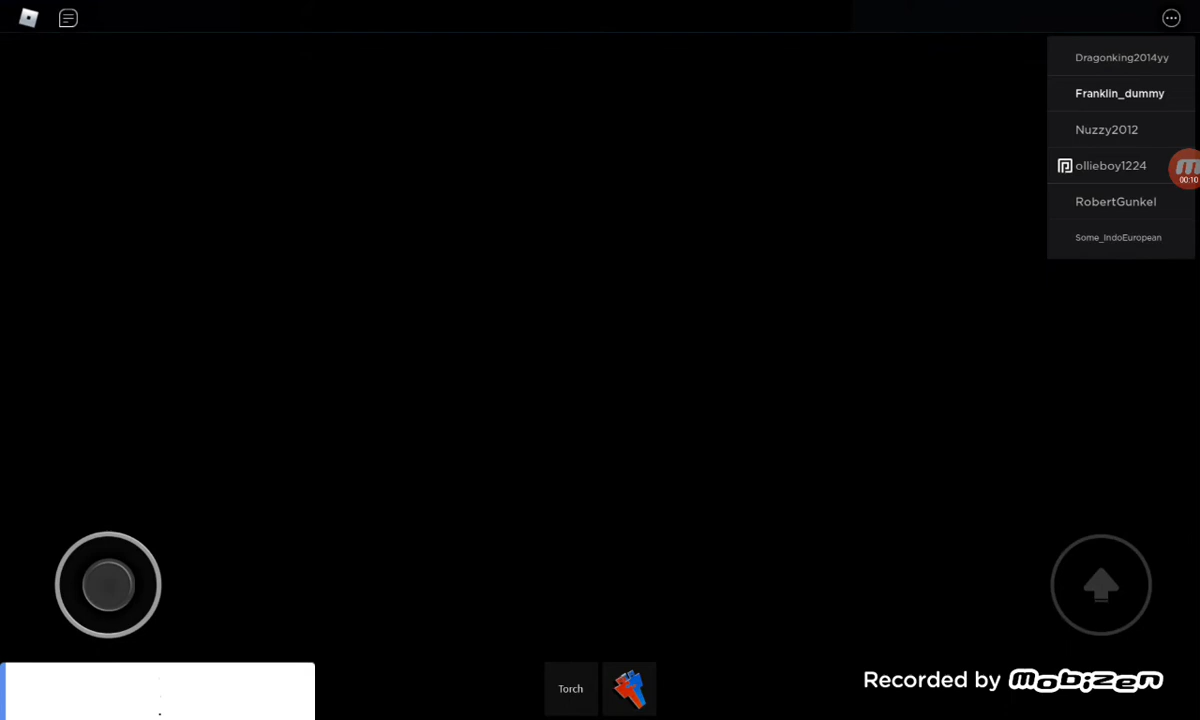 Dragonking2014yy
Franklin_dummy
Nuzzy2012
ollieboy1224
00:10
RobertGunkel
Some_IndoEuropean
Torch
Recorded by mobizen